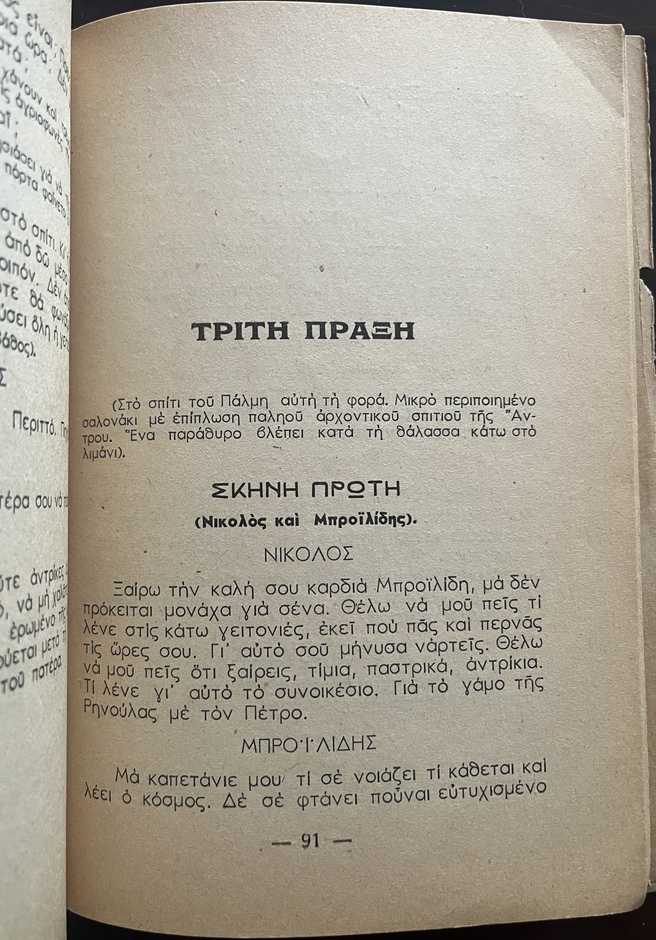 ΤΡΙΤΗ ΠΡΑΞΗ
(Στὸ σπίτι τοῦ Πάλμη αὐτὴ τὴ φορά. Μικρὸ περιποιημένο
σαλονάκι μὲ ἐπίπλωση παληοῦ ἀρχοντικοῦ σπιτιοῦ τῆς Ἄν-
τρου. Ἕνα παράθυρο βλέπει κατὰ τὴ θάλασσα κάτω στὸ
λιμάνι).
ΣΚΗΝΗ ΠΡΩΤΗ
(Νικολὸς καὶ Μπροϊλίδης).
ΝΙΚΟΛΟΣ
Ξαίρω τὴν καλή σου καρδιὰ Μπροϊλίδη, μὰ δὲν
πρόκειται μονάχα γιὰ σένα. Θέλω νὰ μοῦ πεῖς τί
λένε στὶς κάτω γειτονιές, ἐκεῖ ποὺ πᾶς καὶ περνᾶς
τὶς ὧρες σου. Γι' αὐτὸ σοῦ μήνυσα νἀρτεῖς. Θέλω
νὰ μοῦ πεῖς ὅτι ξαίρεις, τίμια, παστρικά, ἀντρίκια.
Τί λένε γι' αὐτὸ τὸ συνοικέσιο. Γιὰ τὸ γάμο τῆς
Ρηνούλας μὲ τὸν Πέτρο.
ΜΠΡΟ·Ι·ΛΙΔΗΣ
Μὰ καπετάνιε μου τί σὲ νοιάζει τί κάθεται καὶ
λέει ὁ κόσμος. Δὲ σὲ φτάνει ποὖναι εὐτυχισμένο
— 91 —